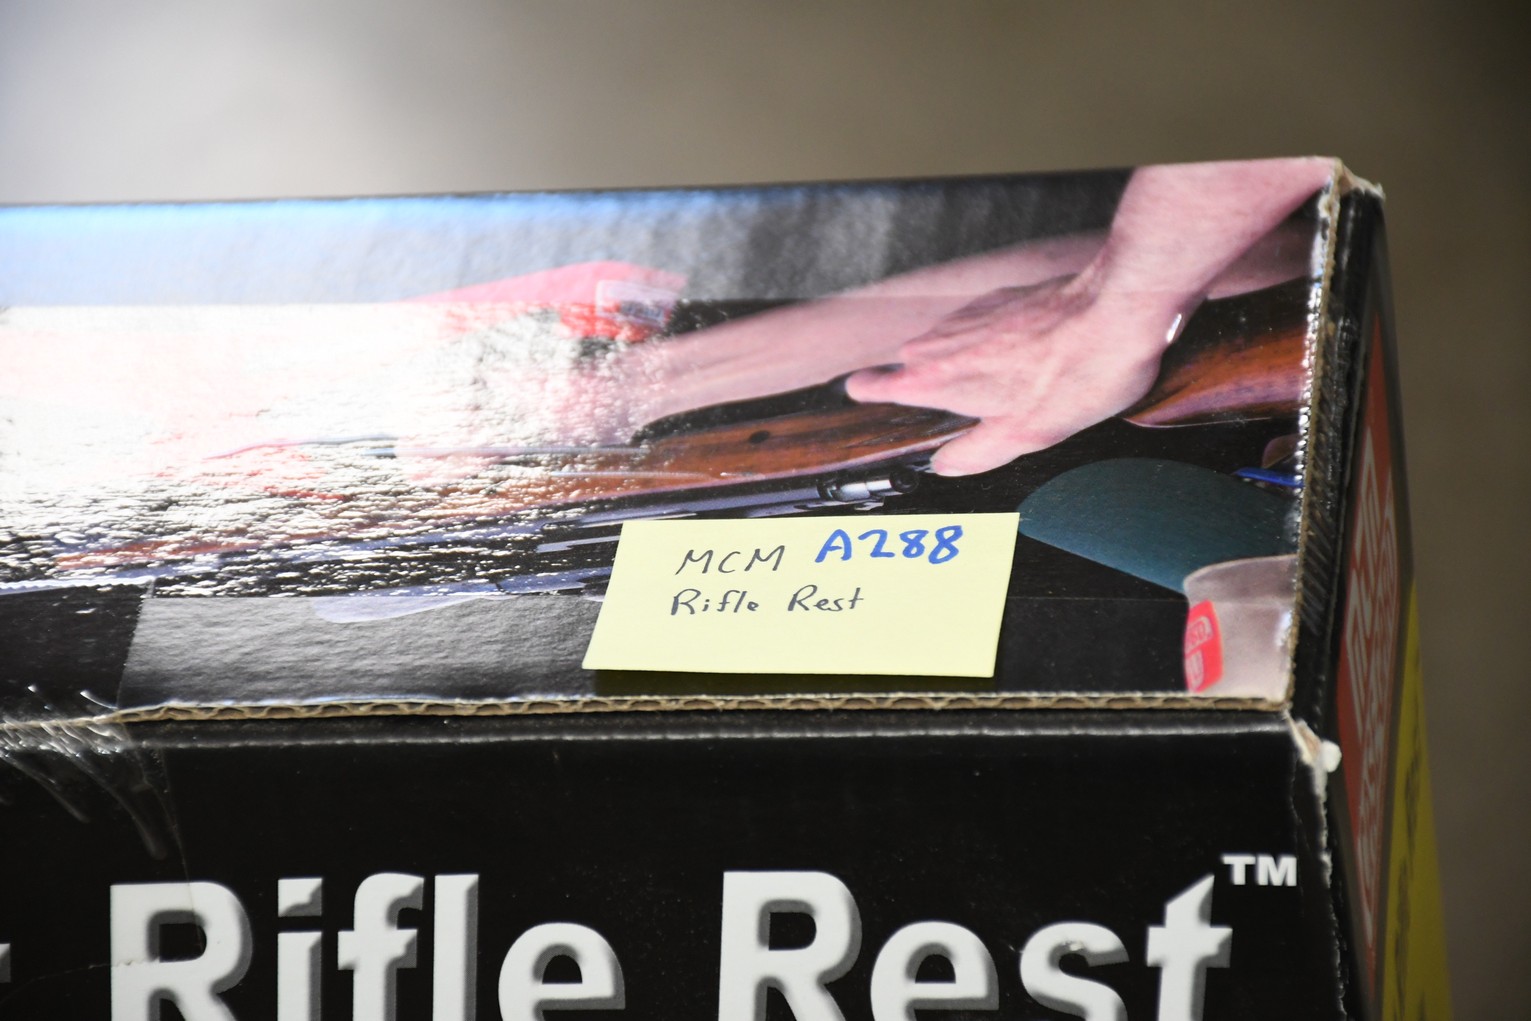 MCM A288
Rifle Rest
Rifle Rest™